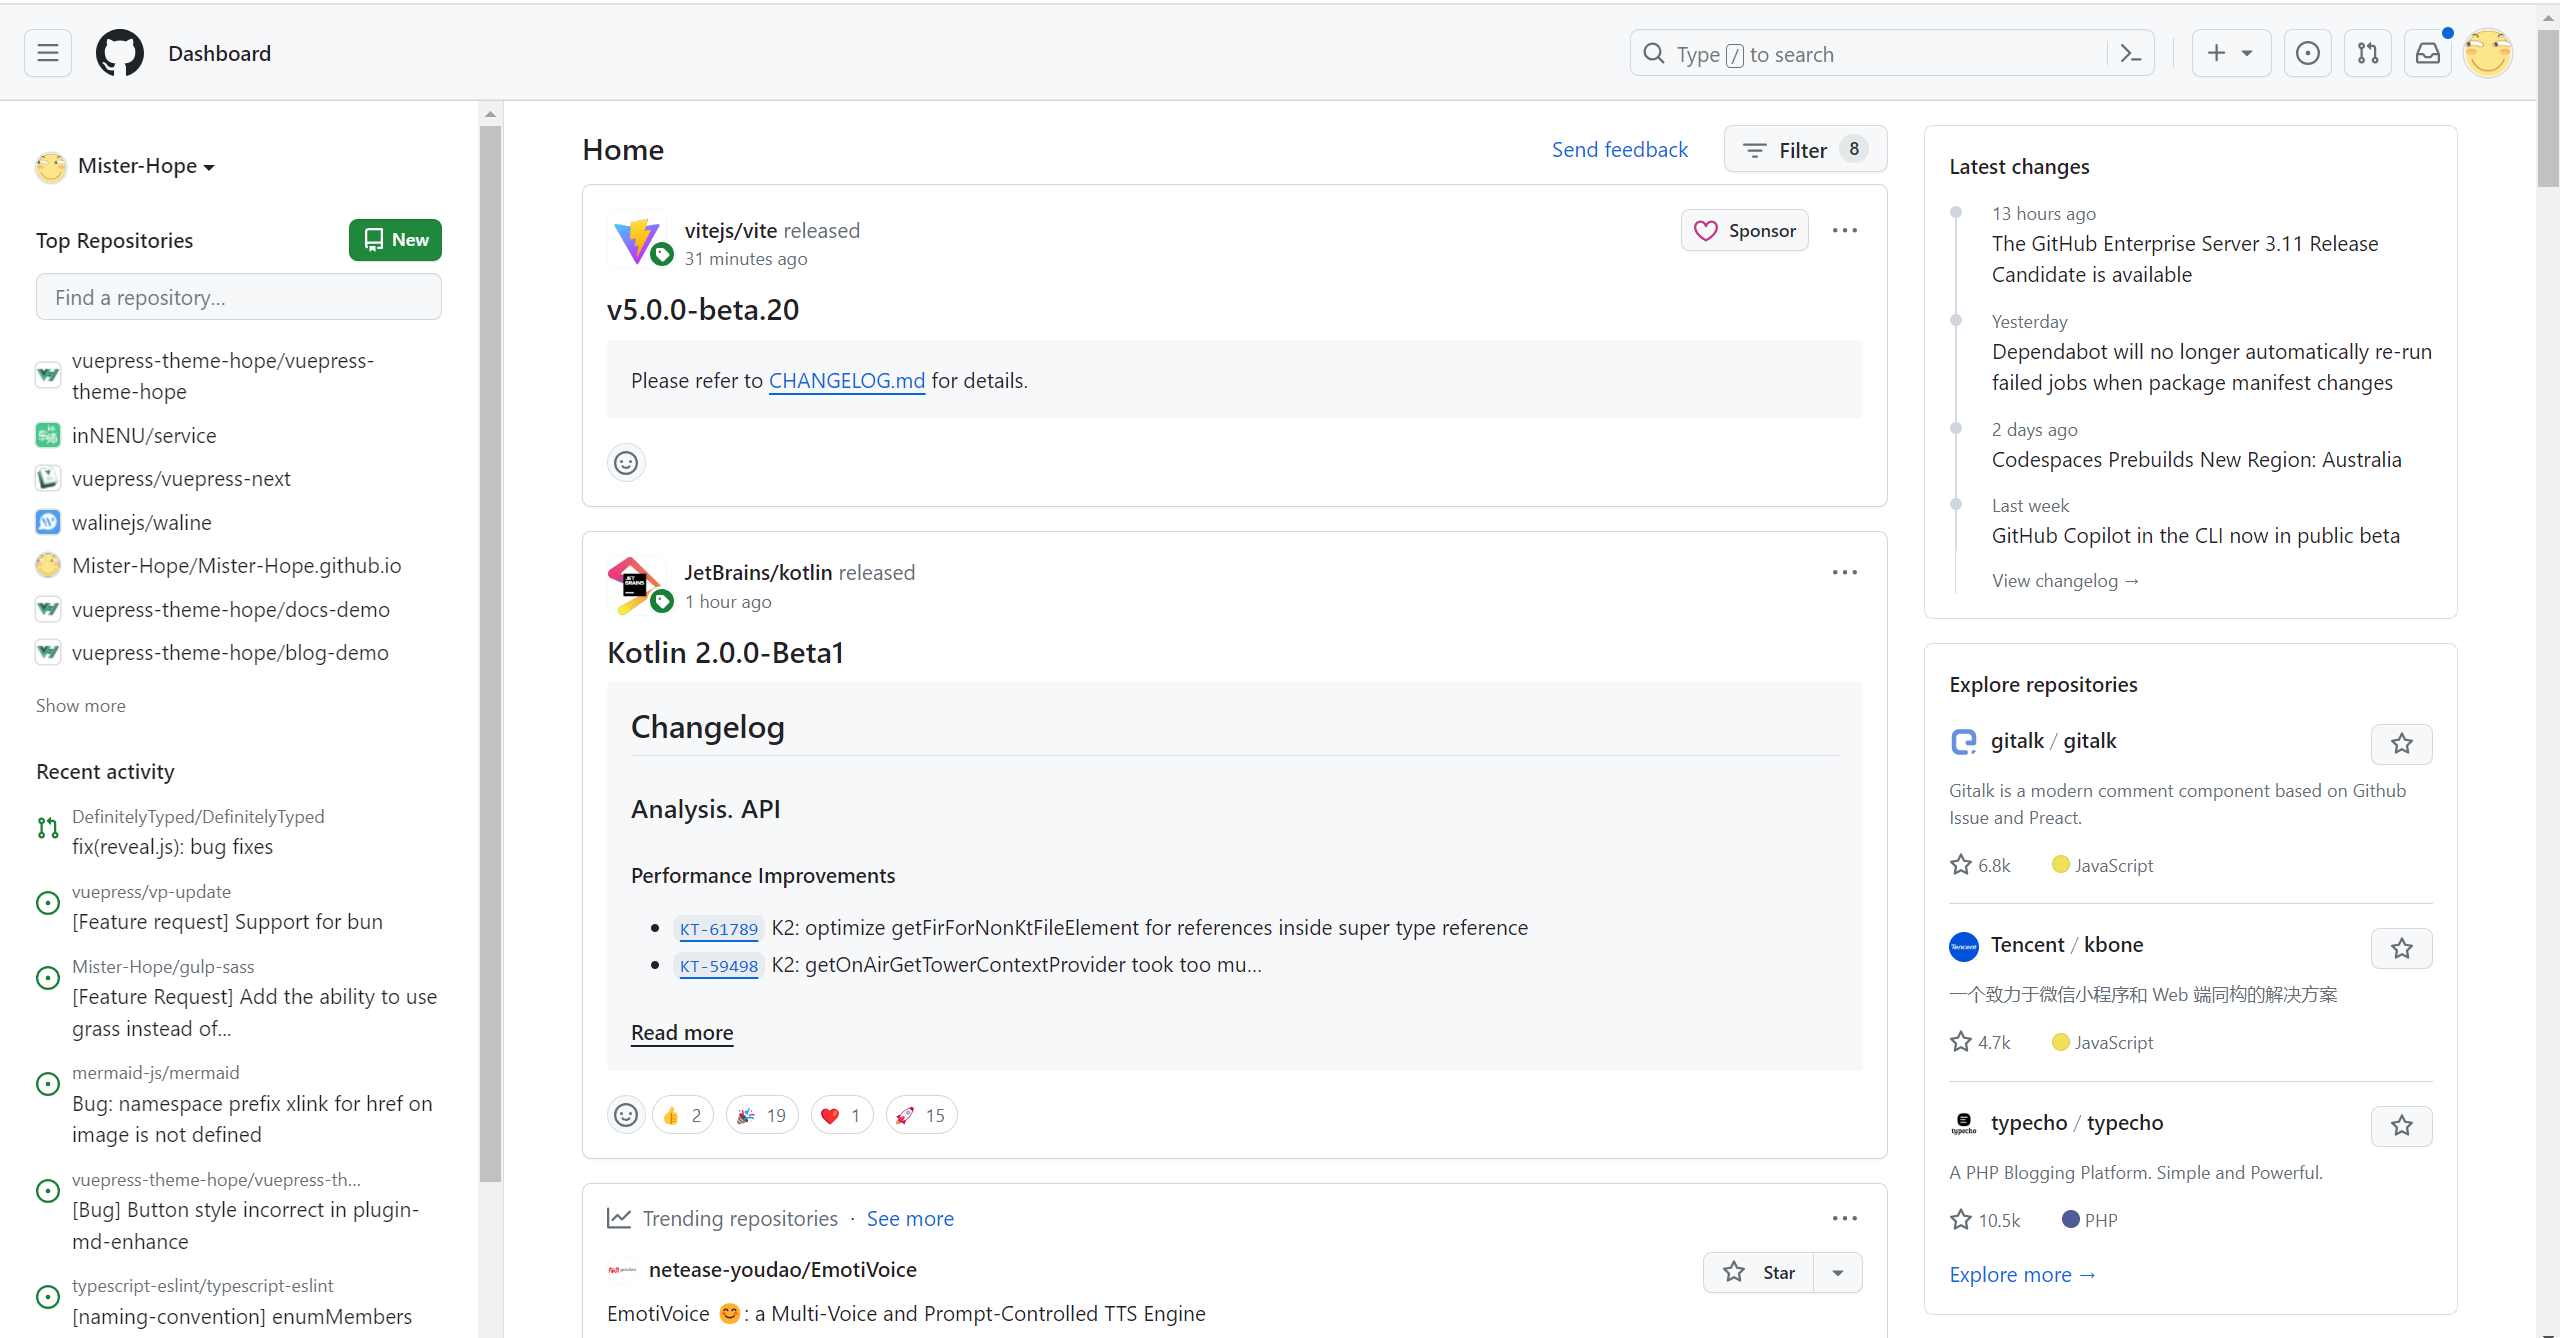 Dashboard
Type / to search
Mister-Hope
Top Repositories
New
Find a repository...
vuepress-theme-hope/vuepress-
theme-hope
inNENU/service
vuepress/vuepress-next
walinejs/waline
Mister-Hope/Mister-Hope.github.io
vuepress-theme-hope/docs-demo
vuepress-theme-hope/blog-demo
Show more
Recent activity
DefinitelyTyped/DefinitelyTyped
fix(reveal.js): bug fixes
vuepress/vp-update
[Feature request] Support for bun
Mister-Hope/gulp-sass
[Feature Request] Add the ability to use
grass instead of...
mermaid-js/mermaid
Bug: namespace prefix xlink for href on
image is not defined
vuepress-theme-hope/vuepress-th...
[Bug] Button style incorrect in plugin-
md-enhance
typescript-eslint/typescript-eslint
[naming-convention] enumMembers
Home
Send feedback
Filter 8
vitejs/vite released
31 minutes ago
Sponsor
v5.0.0-beta.20
Please refer to CHANGELOG.md for details.
JET
BRAINS
JetBrains/kotlin released
1 hour ago
Kotlin 2.0.0-Beta1
Changelog
Analysis. API
Performance Improvements
KT-61789 K2: optimize getFirForNonKtFileElement for references inside super type reference
KT-59498 K2: getOnAirGetTowerContextProvider took too mu...
Read more
👍 2 🎉 19 ❤️ 1 🚀 15
Trending repositories · See more
netease-youdao/EmotiVoice
Star
EmotiVoice 😊: a Multi-Voice and Prompt-Controlled TTS Engine
Latest changes
13 hours ago
The GitHub Enterprise Server 3.11 Release
Candidate is available
Yesterday
Dependabot will no longer automatically re-run
failed jobs when package manifest changes
2 days ago
Codespaces Prebuilds New Region: Australia
Last week
GitHub Copilot in the CLI now in public beta
View changelog →
Explore repositories
gitalk / gitalk
Gitalk is a modern comment component based on Github
Issue and Preact.
6.8k JavaScript
Tencent
Tencent / kbone
一个致力于微信小程序和 Web 端同构的解决方案
4.7k JavaScript
typecho
typecho / typecho
A PHP Blogging Platform. Simple and Powerful.
10.5k PHP
Explore more →